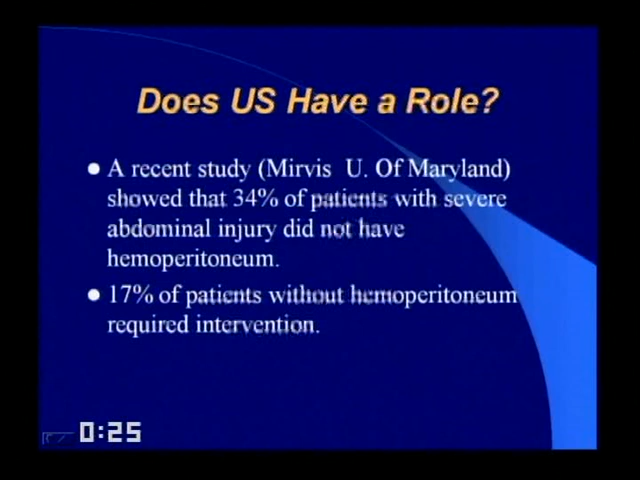 Does US Have a Role?
A recent study (Mirvis U. Of Maryland)
showed that 34% of patients with severe
abdominal injury did not have
hemoperitoneum.
17% of patients without hemoperitoneum
required intervention.
0:25